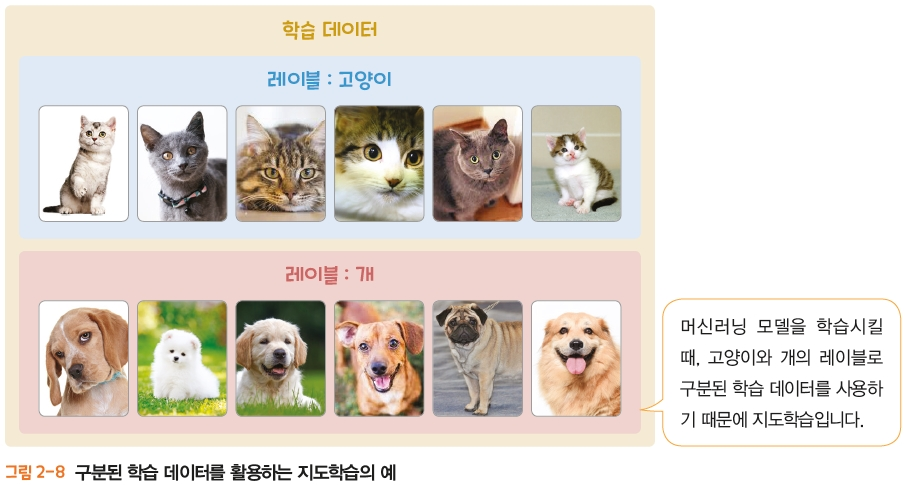 학습 데이터
레이블 : 고양이
레이블 : 개
머신러닝 모델을 학습시킬
때, 고양이와 개의 레이블로
구분된 학습 데이터를 사용하
기 때문에 지도학습입니다.
그림 2-8 구분된 학습 데이터를 활용하는 지도학습의 예